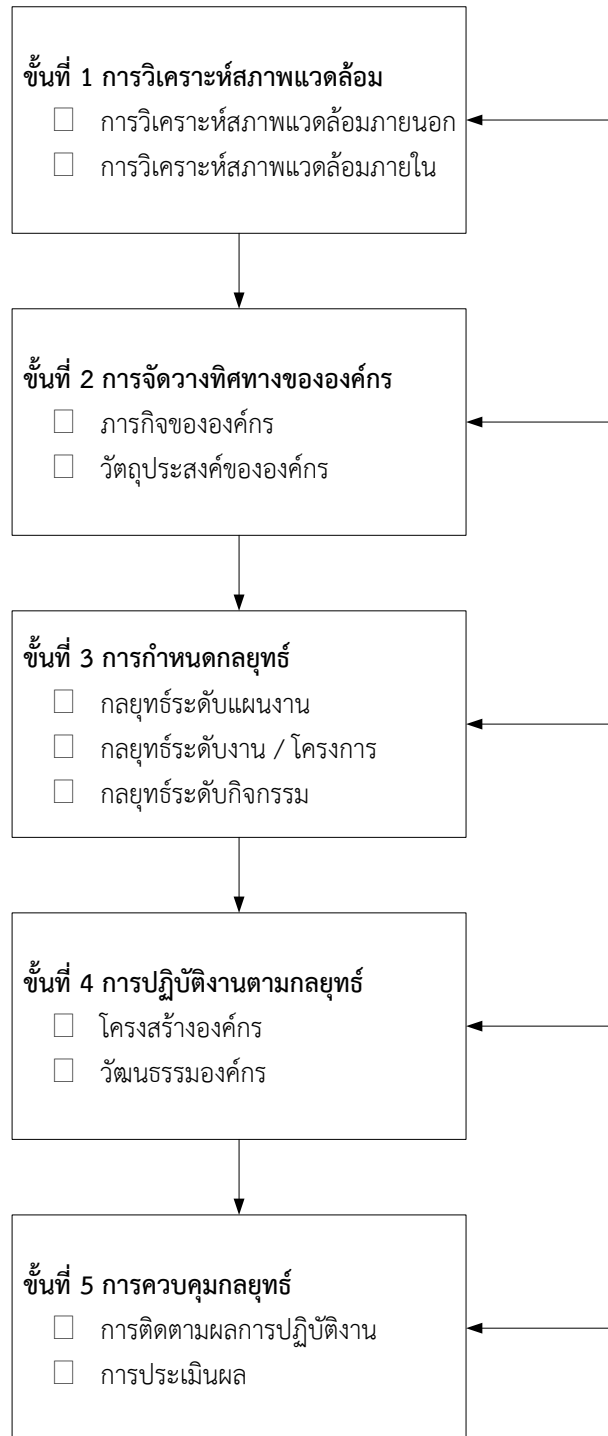 ขั้นที่ 1 การวิเคราะห์สภาพแวดล้อม
การวิเคราะห์สภาพแวดล้อมภายนอก
การวิเคราะห์สภาพแวดล้อมภายใน
ขั้นที่ 2 การจัดวางทิศทางขององค์กร
ภารกิจขององค์กร
วัตถุประสงค์ขององค์กร
ขั้นที่ 3 การกำหนดกลยุทธ์
กลยุทธ์ระดับแผนงาน
กลยุทธ์ระดับงาน / โครงการ
กลยุทธ์ระดับกิจกรรม
ขั้นที่ 4 การปฏิบัติงานตามกลยุทธ์
โครงสร้างองค์กร
วัฒนธรรมองค์กร
ขั้นที่ 5 การควบคุมกลยุทธ์
การติดตามผลการปฏิบัติงาน
การประเมินผล